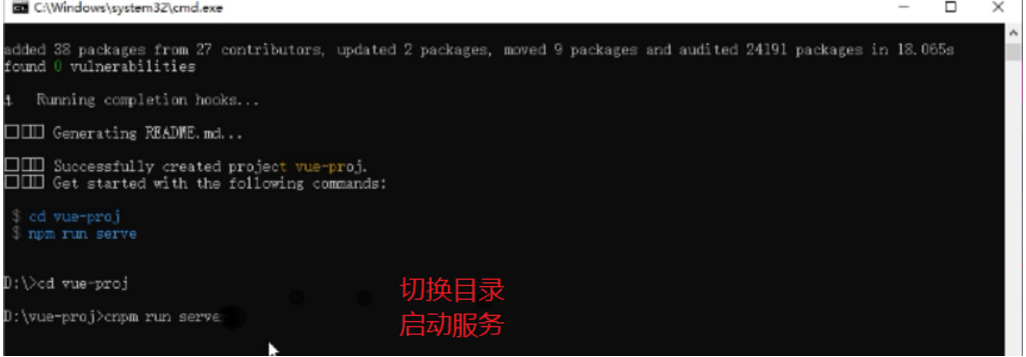 C:\Windows\system32\cmd.exe
added 38 packages from 27 contributors, updated 2 packages, moved 9 packages and audited 24191 packages in 18.065s
found 0 vulnerabilities
Running completion hooks...
Generating README.md...
Successfully created project vue-proj.
Get started with the following commands:
$ cd vue-proj
$ npm run serve
D:\>cd vue-proj
切换目录
D:\vue-proj>cnpm run serve
启动服务